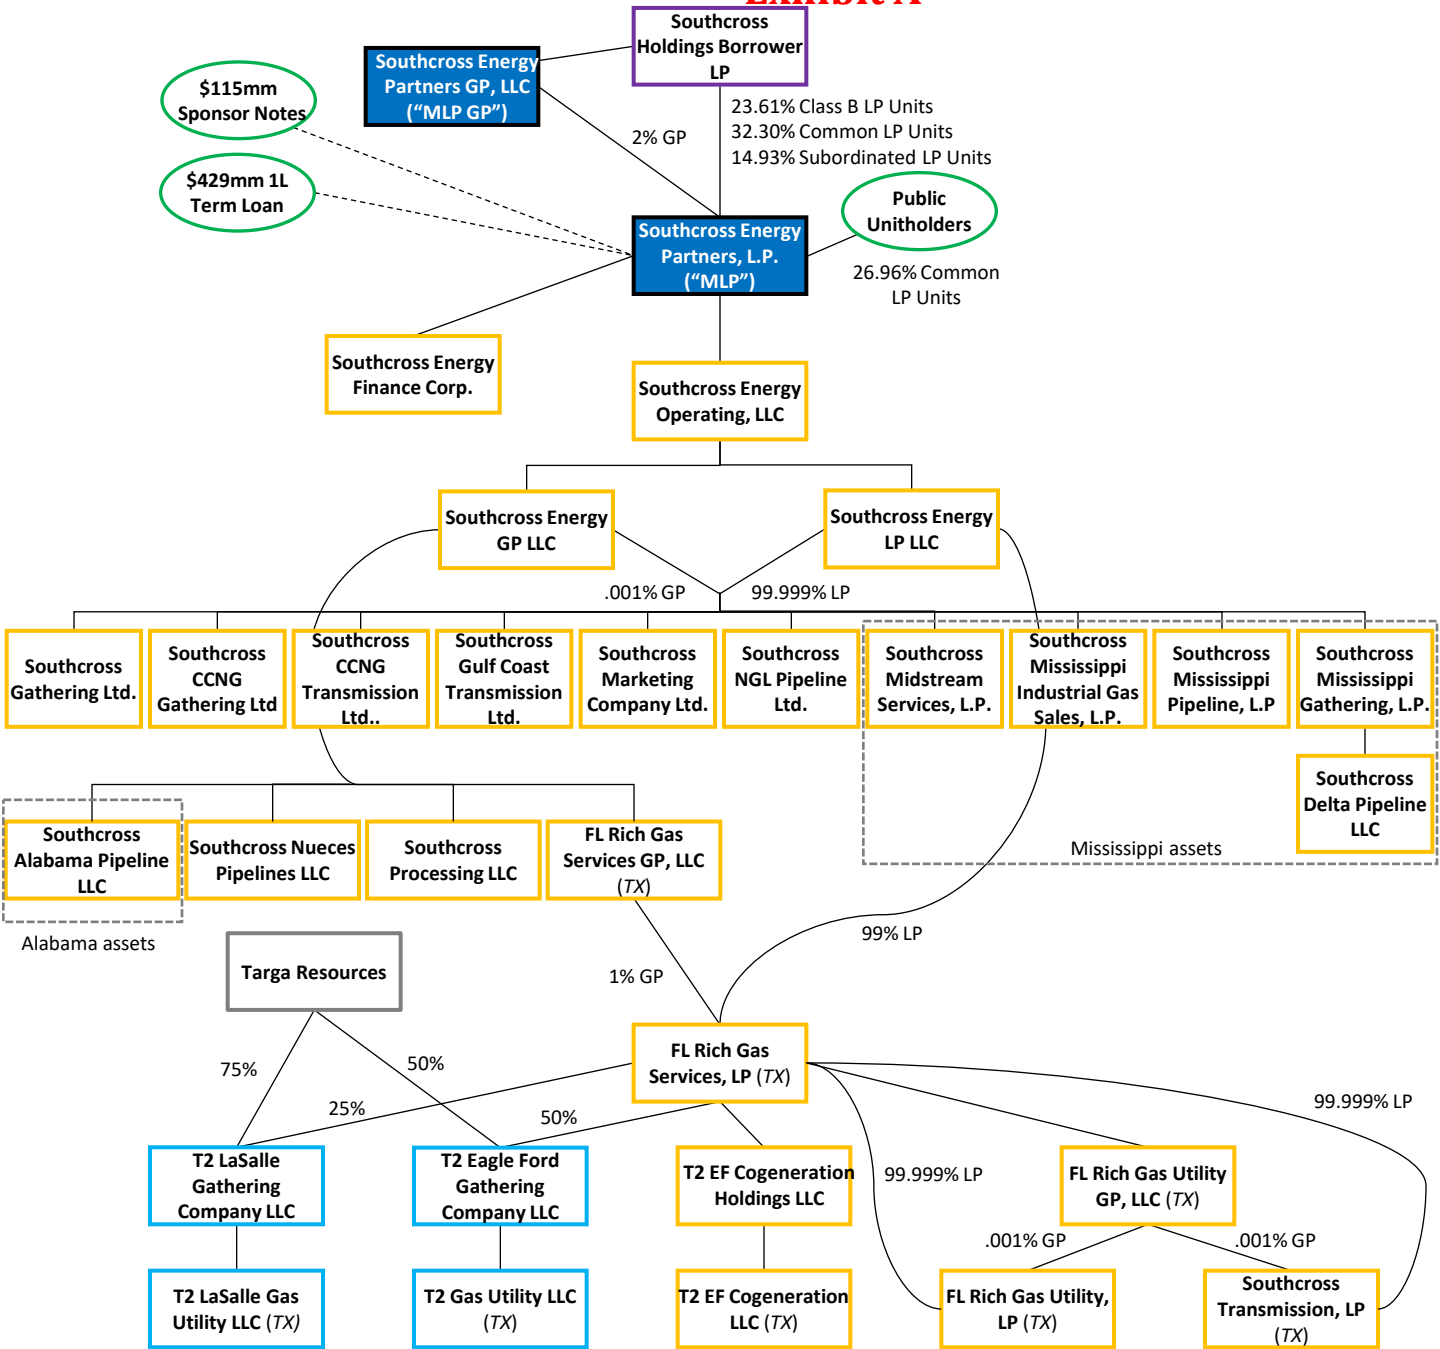 Exhibit A
Southcross
Holdings Borrower
LP
Southcross Energy
Partners GP, LLC
(“MLP GP”)
$115mm
Sponsor Notes
23.61% Class B LP Units
32.30% Common LP Units
14.93% Subordinated LP Units
2% GP
$429mm 1L
Term Loan
Public
Unitholders
Southcross Energy
Partners, L.P.
(“MLP”)
26.96% Common
LP Units
Southcross Energy
Finance Corp.
Southcross Energy
Operating, LLC
Southcross Energy
GP LLC
Southcross Energy
LP LLC
.001% GP
99.999% LP
Southcross
Gathering Ltd.
Southcross
CCNG
Gathering Ltd
Southcross
CCNG
Transmission
Ltd..
Southcross
Gulf Coast
Transmission
Ltd.
Southcross
Marketing
Company Ltd.
Southcross
NGL Pipeline
Ltd.
Southcross
Midstream
Services, L.P.
Southcross
Mississippi
Industrial Gas
Sales, L.P.
Southcross
Mississippi
Pipeline, L.P
Southcross
Mississippi
Gathering, L.P.
Southcross
Delta Pipeline
LLC
Mississippi assets
Southcross
Alabama Pipeline
LLC
Southcross Nueces
Pipelines LLC
Southcross
Processing LLC
FL Rich Gas
Services GP, LLC
(TX)
Alabama assets
99% LP
Targa Resources
1% GP
FL Rich Gas
Services, LP (TX)
75%
50%
25%
50%
99.999% LP
T2 LaSalle
Gathering
Company LLC
T2 Eagle Ford
Gathering
Company LLC
T2 EF Cogeneration
Holdings LLC
99.999% LP
FL Rich Gas Utility
GP, LLC (TX)
.001% GP
.001% GP
T2 LaSalle Gas
Utility LLC (TX)
T2 Gas Utility LLC
(TX)
T2 EF Cogeneration
LLC (TX)
FL Rich Gas Utility,
LP (TX)
Southcross
Transmission, LP
(TX)